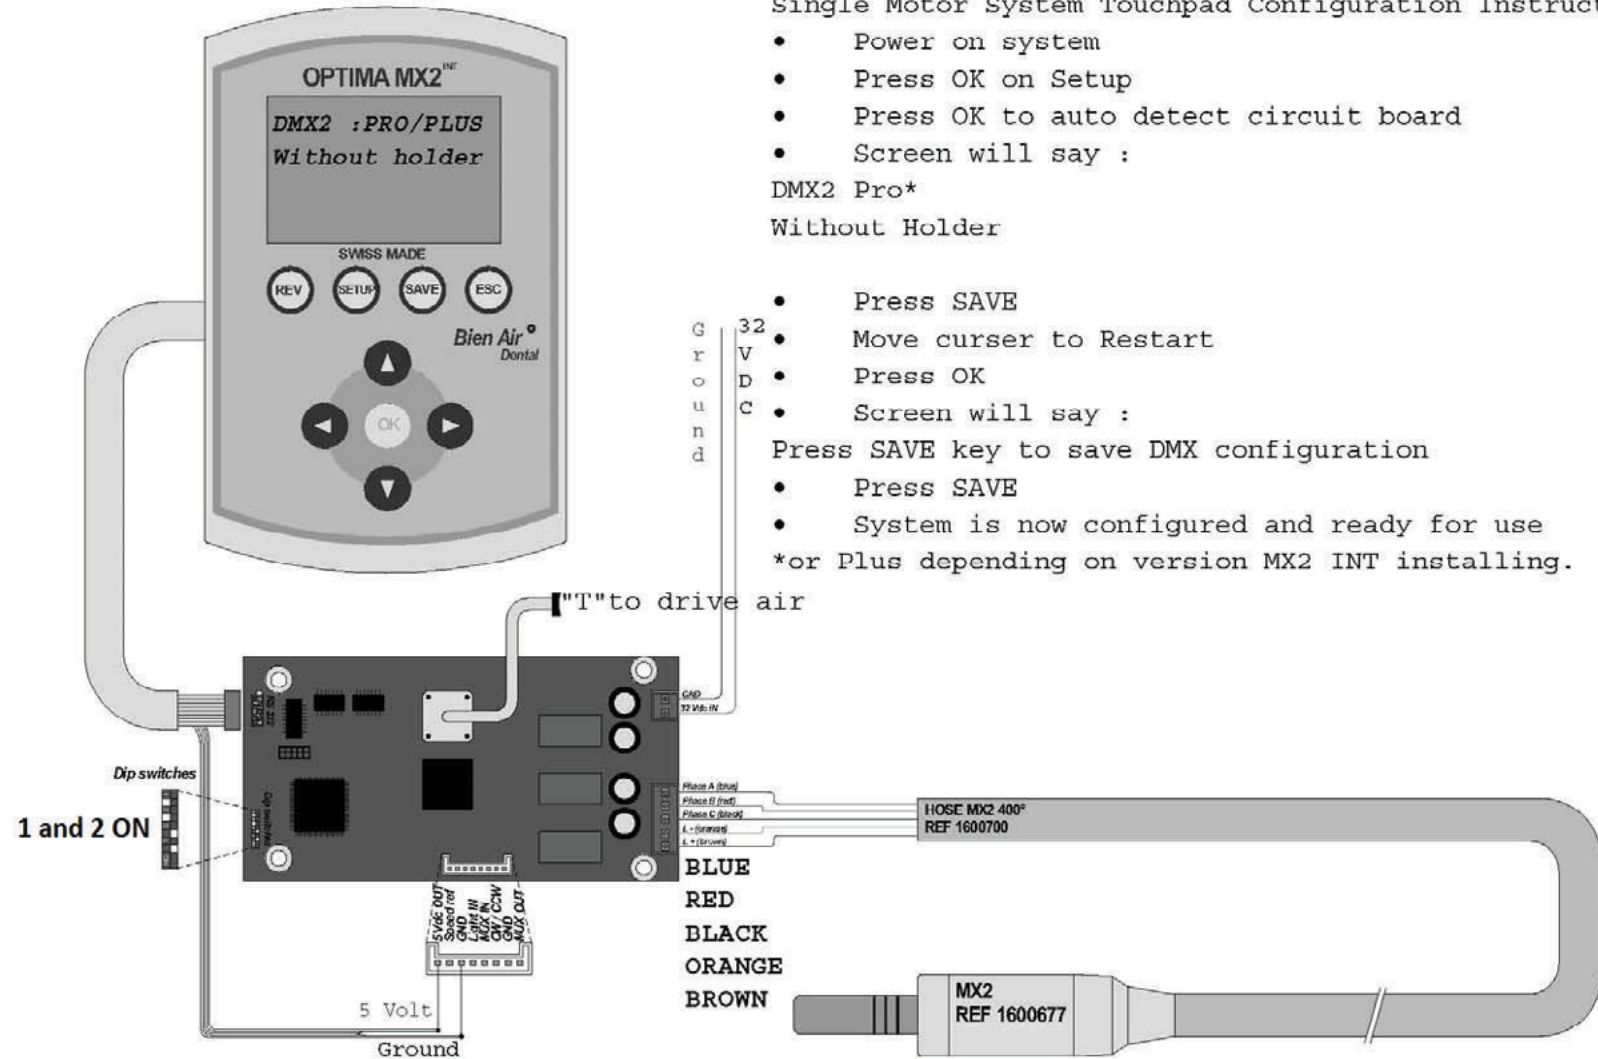 Single Motor System Touchpad Configuration Instruct
• Power on system
• Press OK on Setup
• Press OK to auto detect circuit board
• Screen will say :
DMX2 Pro*
Without Holder
• Press SAVE
• Move curser to Restart
• Press OK
• Screen will say :
Press SAVE key to save DMX configuration
• Press SAVE
• System is now configured and ready for use
*or Plus depending on version MX2 INT installing.
OPTIMA MX2 INT
DMX2 :PRO/PLUS
Without holder
SWISS MADE
REV
SETUP
SAVE
ESC
Bien Air
Dental
OK
Ground
32 VDC
"T"to drive air
GND
32 Vdc IN
Dip switches
Dip switches
1 and 2 ON
Phase A (blue)
Phase B (red)
Phase C (black)
L - (orange)
L + (brown)
HOSE MX2 400°
REF 1600700
BLUE
RED
BLACK
ORANGE
BROWN
5Vdc OUT
Speed ref
GND
MUX IN
CW / CCW
GND
MUX OUT
5 Volt
Ground
MX2
REF 1600677